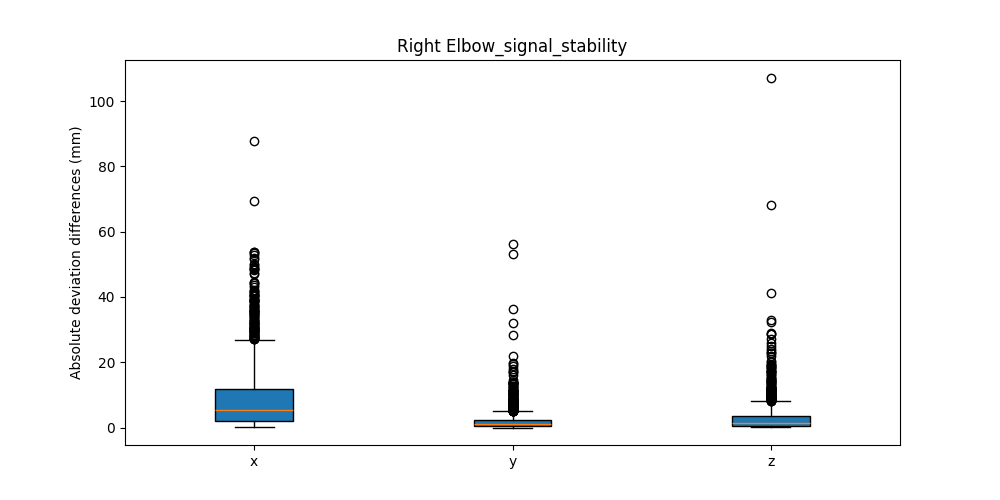 Right Elbow_signal_stability
Absolute deviation differences (mm)
100
80
60
40
20
0
x y z